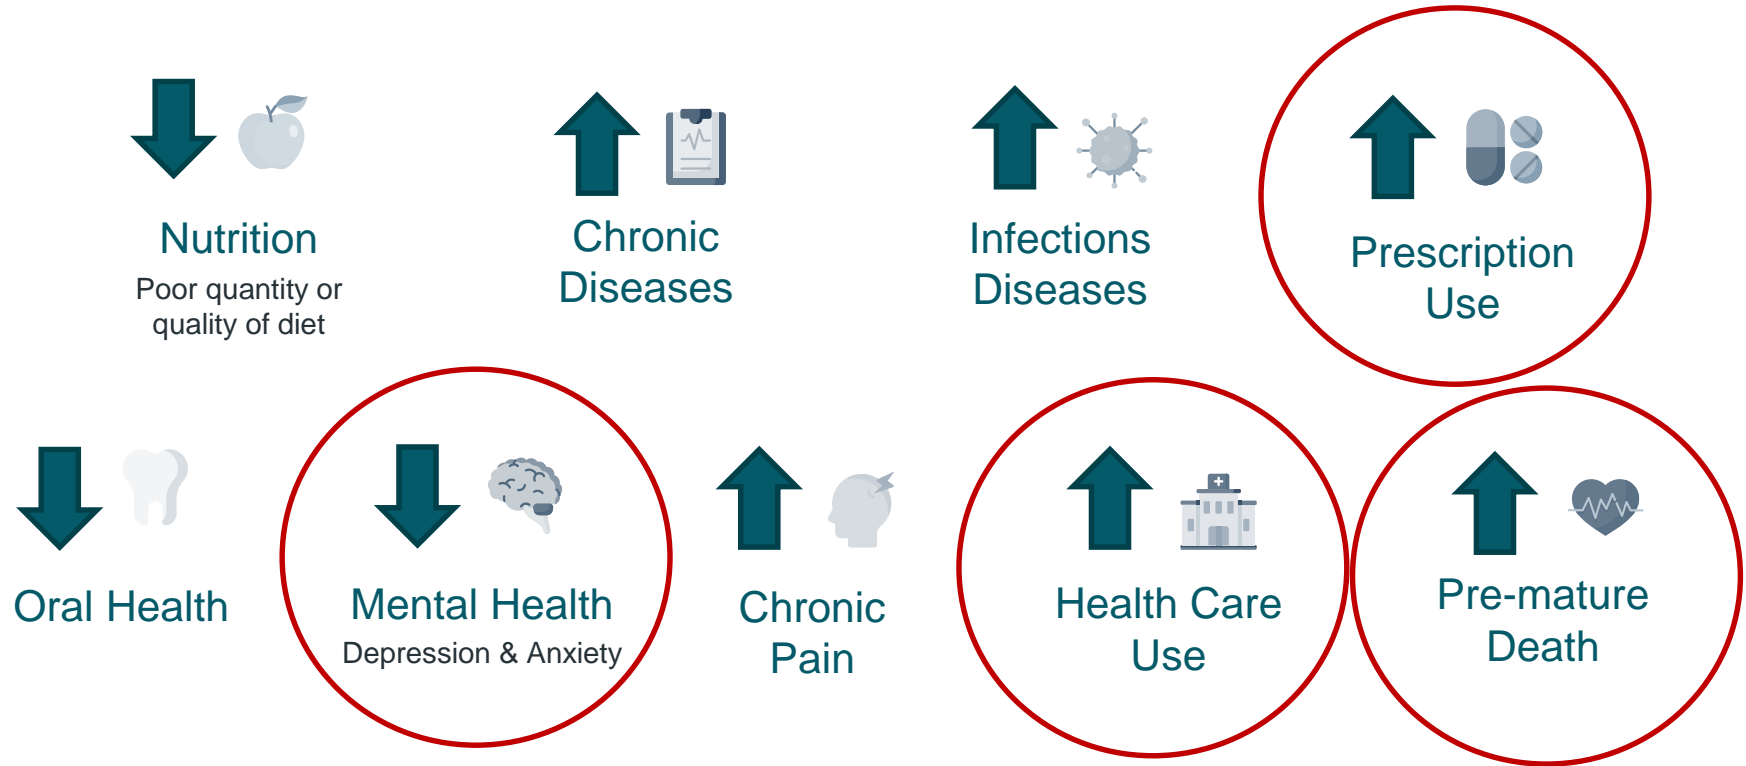 Nutrition
Poor quantity or
quality of diet
Chronic
Diseases
Infections
Diseases
Prescription
Use
Oral Health
Mental Health
Depression & Anxiety
Chronic
Pain
Health Care
Use
Pre-mature
Death